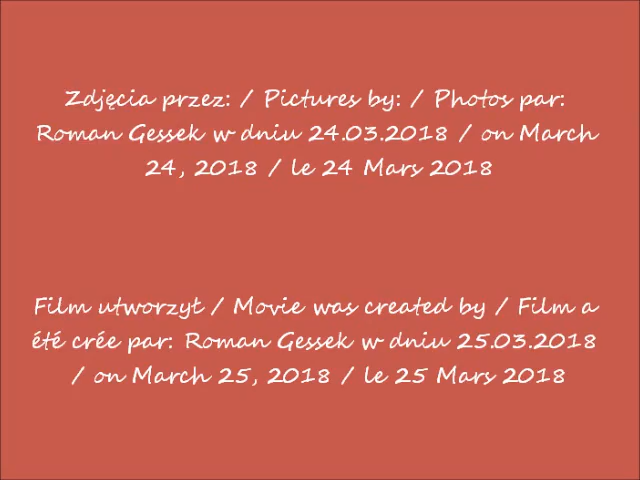 Zdjęcia przez: / Pictures by: / Photos par:
Roman Gessek w dniu 24.03.2018 / on March
24, 2018 / le 24 Mars 2018
Film utworzył / Movie was created by / Film a
été crée par: Roman Gessek w dniu 25.03.2018
/ on March 25, 2018 / le 25 Mars 2018